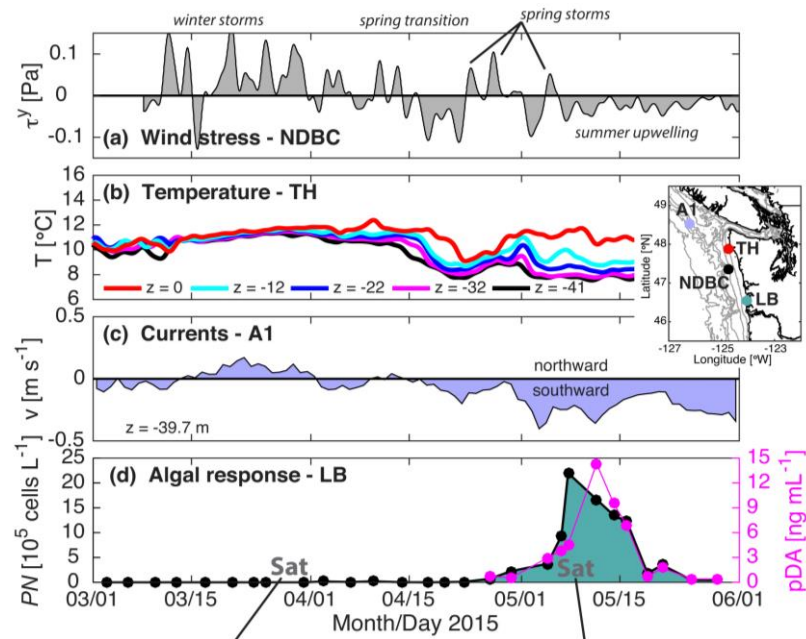 winter storms
spring transition
spring storms
0.1
0
-0.1
τʸ [Pa]
(a) Wind stress - NDBC
summer upwelling
16
14
12
10
8
6
T [°C]
(b) Temperature - TH
z = 0
z = -12
z = -22
z = -32
z = -41
49
48
47
46
Latitude [°N]
A1
TH
NDBC
LB
-127
-125
-123
Longitude [°W]
0.5
0
-0.5
v [m s⁻¹]
(c) Currents - A1
northward
southward
z = -39.7 m
25
20
15
10
5
0
PN [10⁵ cells L⁻¹]
(d) Algal response - LB
Sat
Sat
15
12
9
6
3
0
pDA [ng mL⁻¹]
03/01
03/15
04/01
04/15
05/01
05/15
06/01
Month/Day 2015